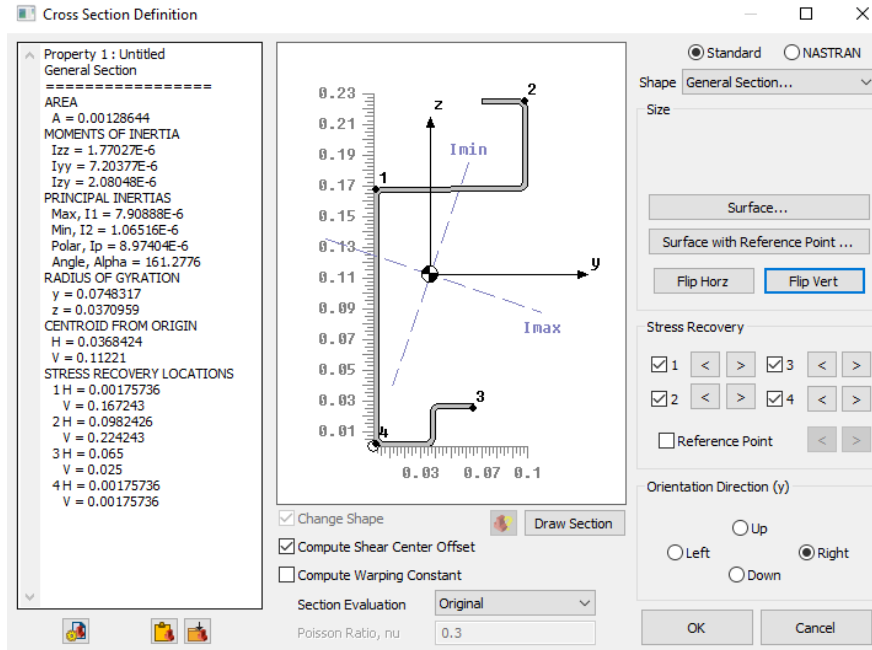 Cross Section Definition
Property 1 : Untitled
General Section
=================
AREA
A = 0.00128644
MOMENTS OF INERTIA
Izz = 1.77027E-6
Iyy = 7.20377E-6
Izy = 2.08048E-6
PRINCIPAL INERTIAS
Max, I1 = 7.90888E-6
Min, I2 = 1.06516E-6
Polar, Ip = 8.97404E-6
Angle, Alpha = 161.2776
RADIUS OF GYRATION
y = 0.0748317
z = 0.0370959
CENTROID FROM ORIGIN
H = 0.0368424
V = 0.11221
STRESS RECOVERY LOCATIONS
1 H = 0.00175736
V = 0.167243
2 H = 0.0982426
V = 0.224243
3 H = 0.065
V = 0.025
4 H = 0.00175736
V = 0.00175736
0.23
0.21
0.19
0.17
0.15
0.13
0.11
0.09
0.07
0.05
0.03
0.01
0.03 0.07 0.1
z
y
Imin
Imax
1
2
3
4
Change Shape
Draw Section
Compute Shear Center Offset
Compute Warping Constant
Section Evaluation Original
Poisson Ratio, nu 0.3
Standard NASTRAN
Shape General Section...
Size
Surface...
Surface with Reference Point ...
Flip Horz Flip Vert
Stress Recovery
1 < > 3 < >
2 < > 4 < >
Reference Point < >
Orientation Direction (y)
Up
Left Right
Down
OK Cancel